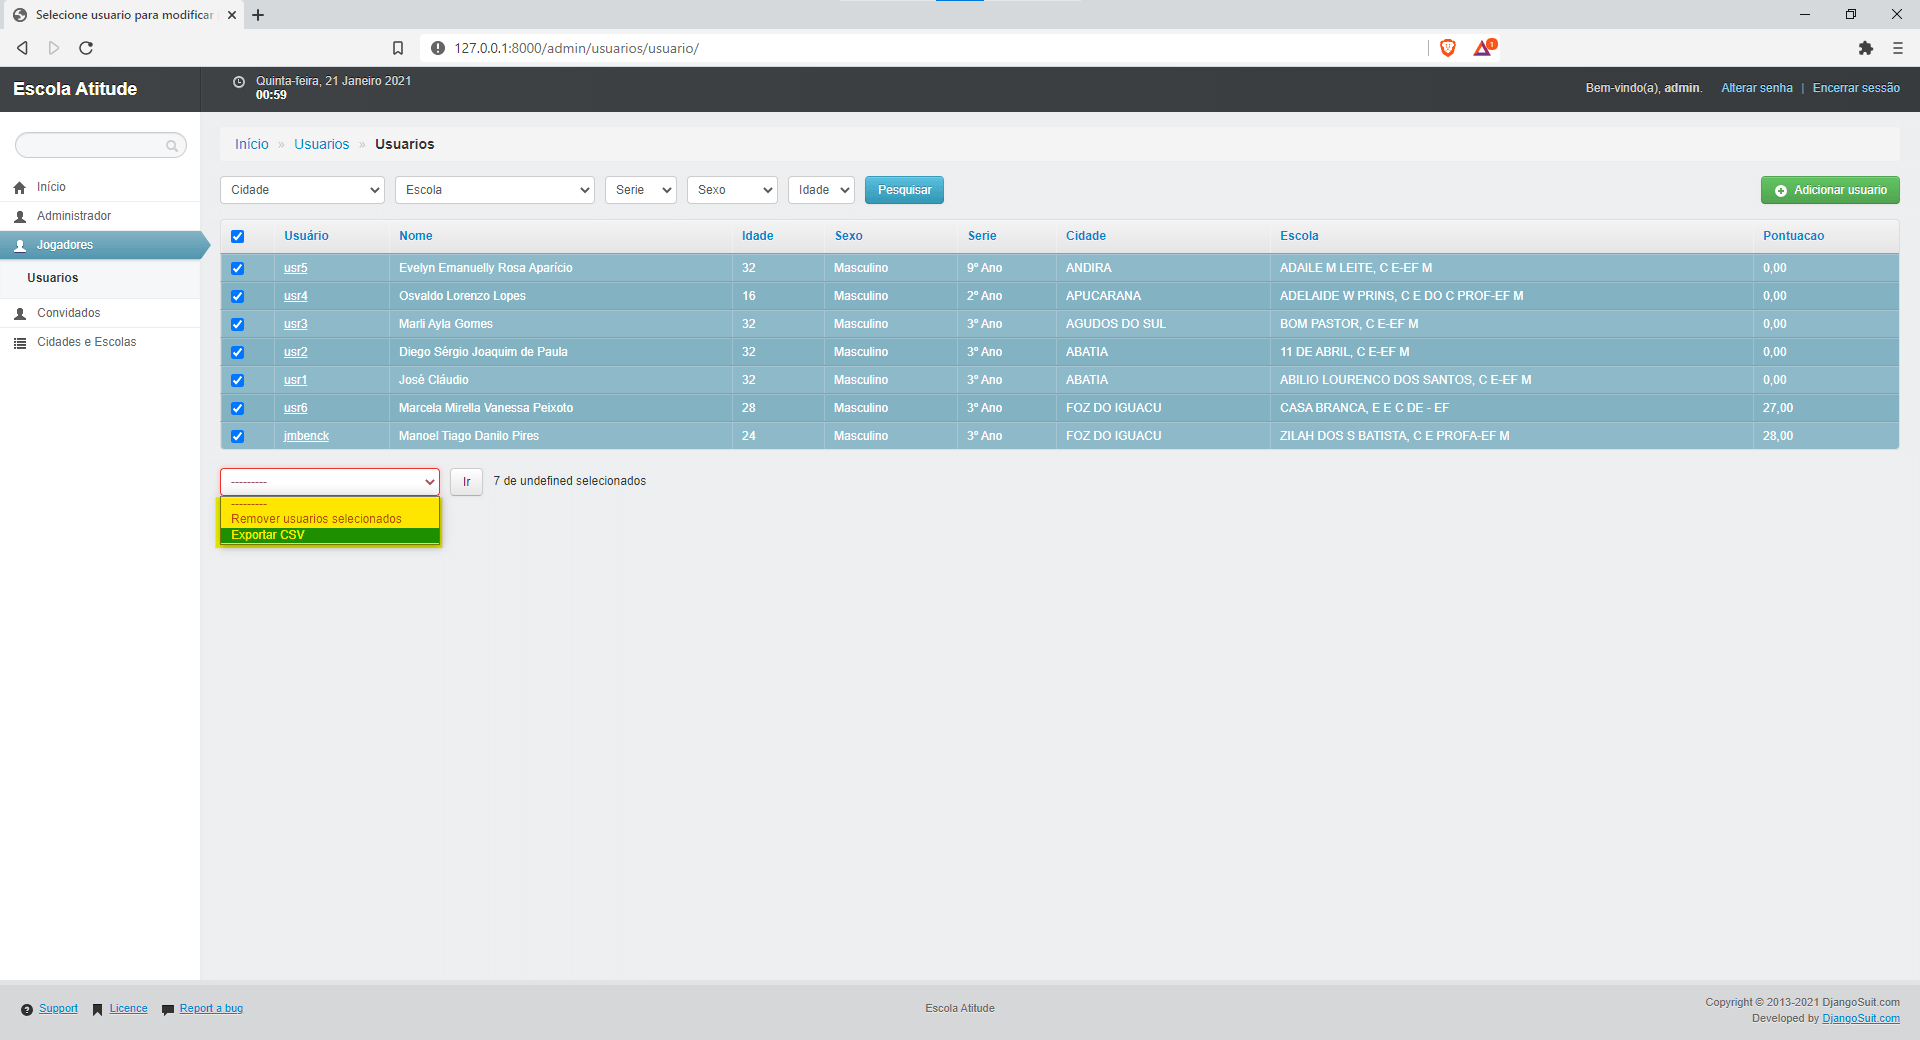 Selecione usuario para modificar
127.0.0.1:8000/admin/usuarios/usuario/
1
Escola Atitude
Quinta-feira, 21 Janeiro 2021
00:59
Bem-vindo(a), admin. Alterar senha | Encerrar sessão
Início » Usuarios » Usuarios
Início
Administrador
Jogadores
Usuarios
Convidados
Cidades e Escolas
Cidade Escola Serie Sexo Idade Pesquisar Adicionar usuario
Usuário Nome Idade Sexo Serie Cidade Escola Pontuacao
usr5 Evelyn Emanuelly Rosa Aparício 32 Masculino 9º Ano ANDIRA ADAILE M LEITE, C E-EF M 0,00
usr4 Osvaldo Lorenzo Lopes 16 Masculino 2º Ano APUCARANA ADELAIDE W PRINS, C E DO C PROF-EF M 0,00
usr3 Marli Ayla Gomes 32 Masculino 3º Ano AGUDOS DO SUL BOM PASTOR, C E-EF M 0,00
usr2 Diego Sérgio Joaquim de Paula 32 Masculino 3º Ano ABATIA 11 DE ABRIL, C E-EF M 0,00
usr1 José Cláudio 32 Masculino 3º Ano ABATIA ABILIO LOURENCO DOS SANTOS, C E-EF M 0,00
usr6 Marcela Mirella Vanessa Peixoto 28 Masculino 3º Ano FOZ DO IGUACU CASA BRANCA, E E C DE - EF 27,00
jmbenck Manoel Tiago Danilo Pires 24 Masculino 3º Ano FOZ DO IGUACU ZILAH DOS S BATISTA, C E PROFA-EF M 28,00
--------- Ir 7 de undefined selecionados
---------
Remover usuarios selecionados
Exportar CSV
Support Licence Report a bug
Escola Atitude
Copyright © 2013-2021 DjangoSuit.com
Developed by DjangoSuit.com